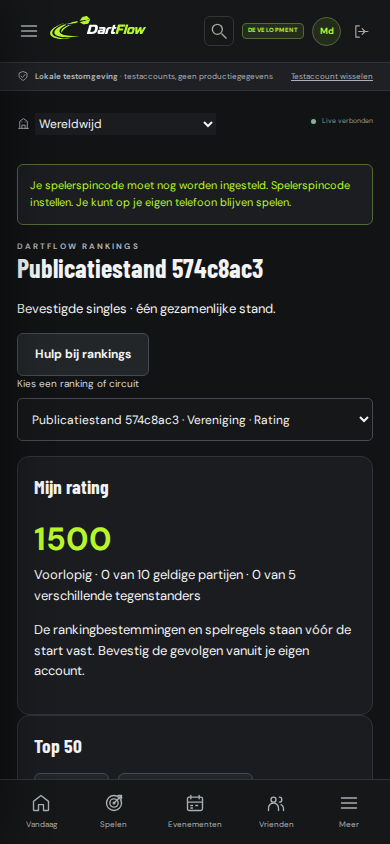 DartFlow
DEVELOPMENT
Md
Lokale testomgeving · testaccounts, geen productiegegevens
Testaccount wisselen
Wereldwijd
Live verbonden
Je spelerspincode moet nog worden ingesteld. Spelerspincode
instellen. Je kunt op je eigen telefoon blijven spelen.
DARTFLOW RANKINGS
Publicatiestand 574c8ac3
Bevestigde singles · één gezamenlijke stand.
Hulp bij rankings
Kies een ranking of circuit
Publicatiestand 574c8ac3 · Vereniging · Rating
Mijn rating
1500
Voorlopig · 0 van 10 geldige partijen · 0 van 5
verschillende tegenstanders
De rankingbestemmingen en spelregels staan vóór de
start vast. Bevestig de gevolgen vanuit je eigen
account.
Top 50
Vandaag
Spelen
Evenementen
Vrienden
Meer